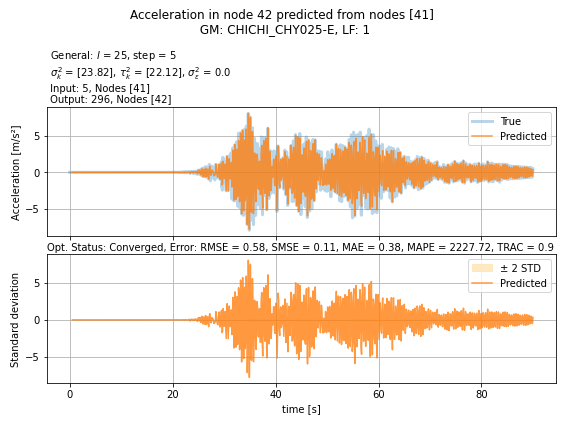 Acceleration in node 42 predicted from nodes [41]
GM: CHICHI_CHY025-E, LF: 1
General: l = 25, step = 5
σ²ₖ = [23.82], τ²ₖ = [22.12], σ²ε = 0.0
Input: 5, Nodes [41]
Output: 296, Nodes [42]
Acceleration [m/s²]
5
0
−5
True
Predicted
Opt. Status: Converged, Error: RMSE = 0.58, SMSE = 0.11, MAE = 0.38, MAPE = 2227.72, TRAC = 0.9
Standard deviation
5
0
−5
± 2 STD
Predicted
0 20 40 60 80
time [s]